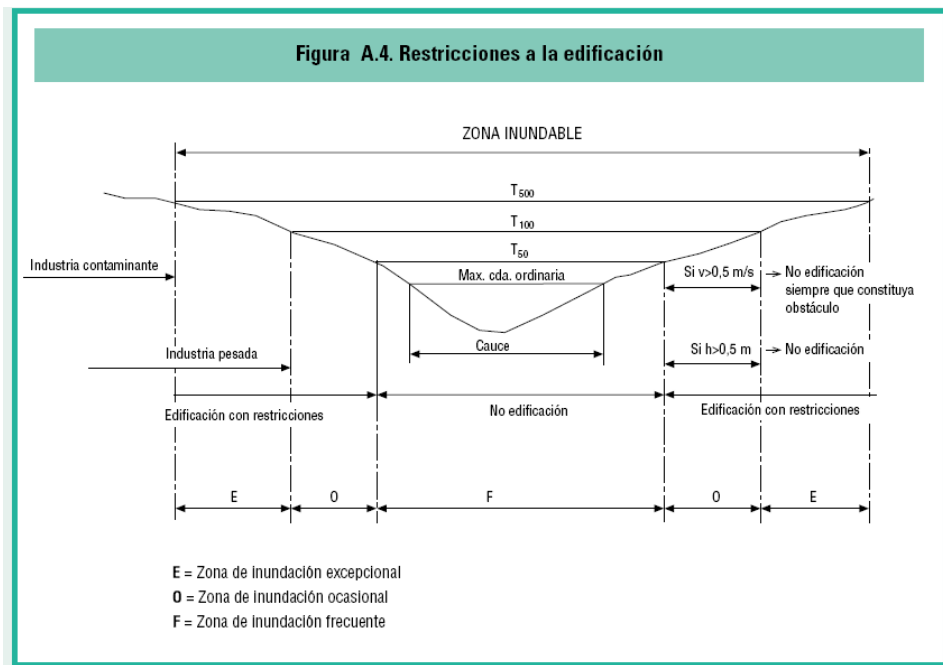 Figura A.4. Restricciones a la edificación
ZONA INUNDABLE
T500
T100
T50
Industria contaminante
Max. cda. ordinaria
Si v>0,5 m/s
No edificación
siempre que constituya
obstáculo
Cauce
Si h>0,5 m
No edificación
Industria pesada
Edificación con restricciones
No edificación
Edificación con restricciones
E
O
F
O
E
E = Zona de inundación excepcional
O = Zona de inundación ocasional
F = Zona de inundación frecuente